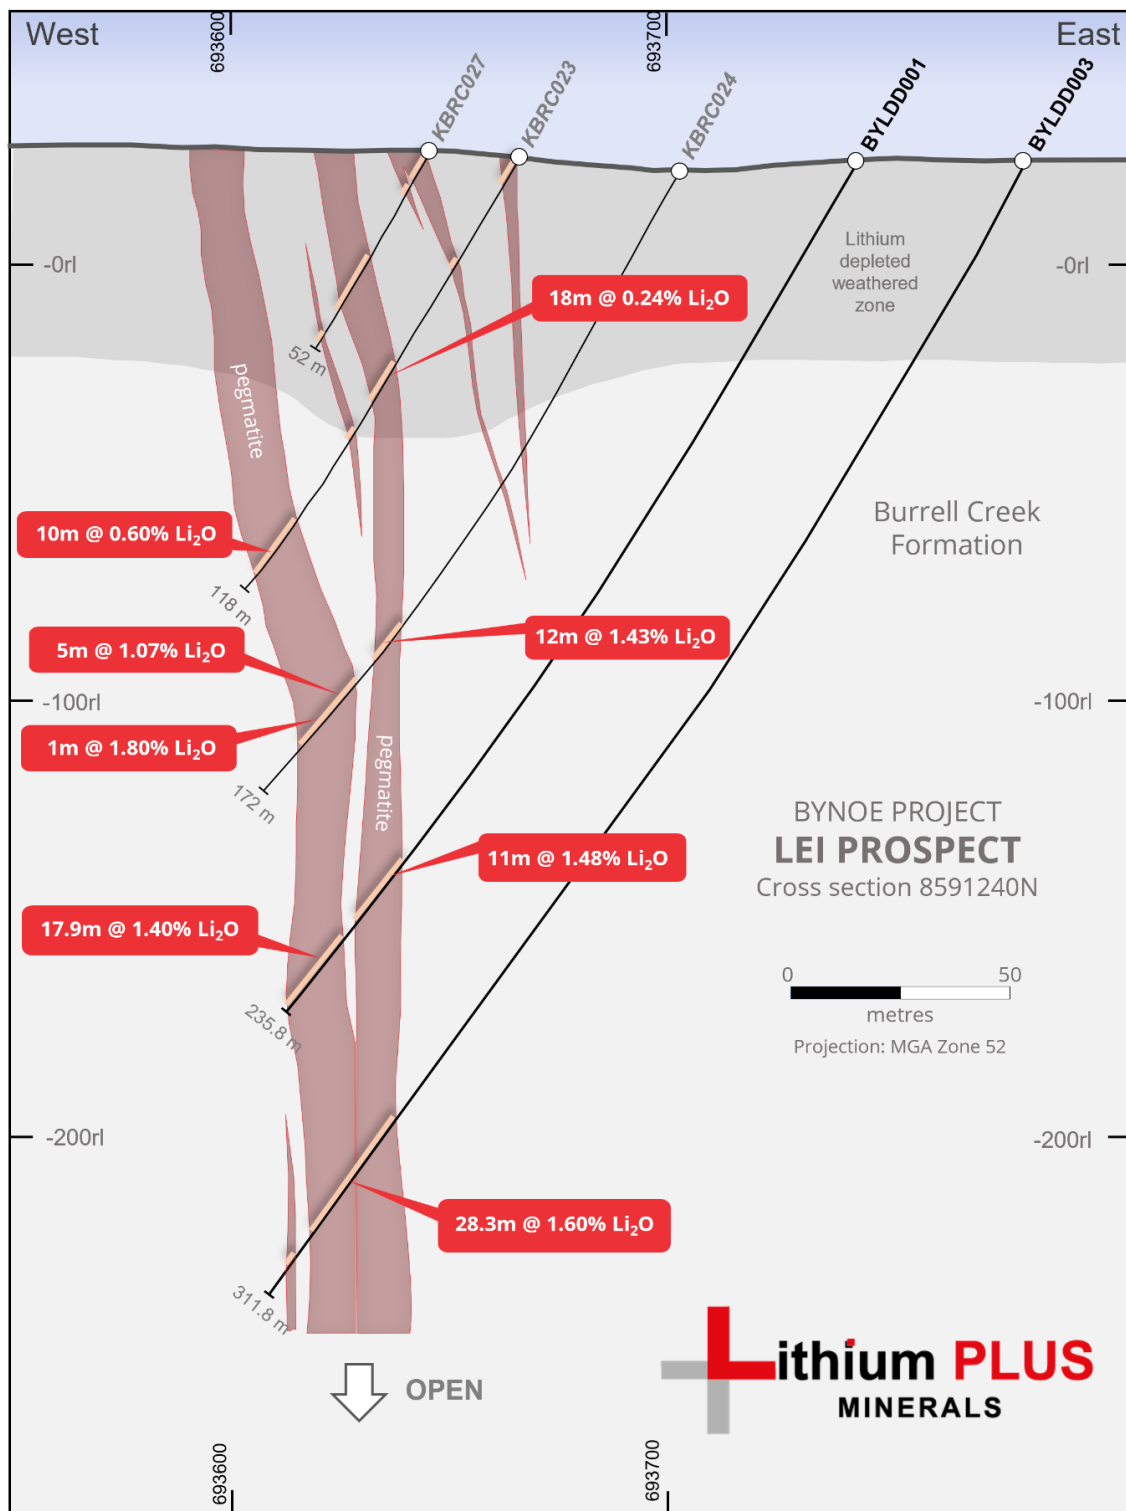 West
693600
693700
East
KBRC027
KBRC023
KBRC024
BYLDD001
BYLDD003
Lithium
depleted
weathered
zone
-0rl
-0rl
18m @ 0.24% Li₂O
52 m
pegmatite
10m @ 0.60% Li₂O
Burrell Creek
Formation
118 m
5m @ 1.07% Li₂O
12m @ 1.43% Li₂O
-100rl
-100rl
1m @ 1.80% Li₂O
pegmatite
172 m
BYNOE PROJECT
LEI PROSPECT
Cross section 8591240N
11m @ 1.48% Li₂O
17.9m @ 1.40% Li₂O
0 50
metres
Projection: MGA Zone 52
235.8 m
-200rl
-200rl
28.3m @ 1.60% Li₂O
311.8 m
OPEN
Lithium PLUS
MINERALS
693600
693700